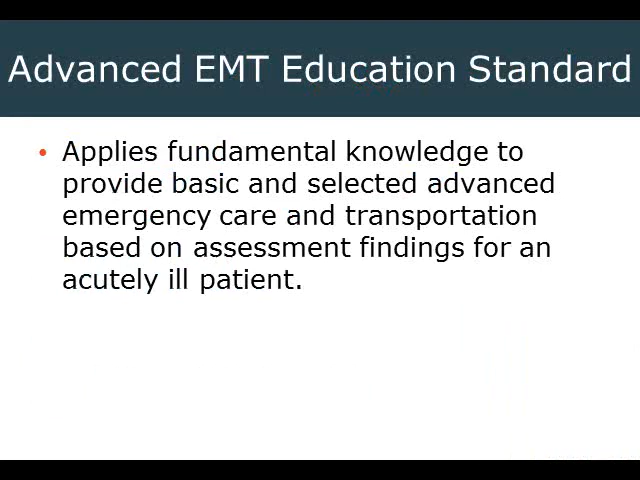 Advanced EMT Education Standard
• Applies fundamental knowledge to
provide basic and selected advanced
emergency care and transportation
based on assessment findings for an
acutely ill patient.